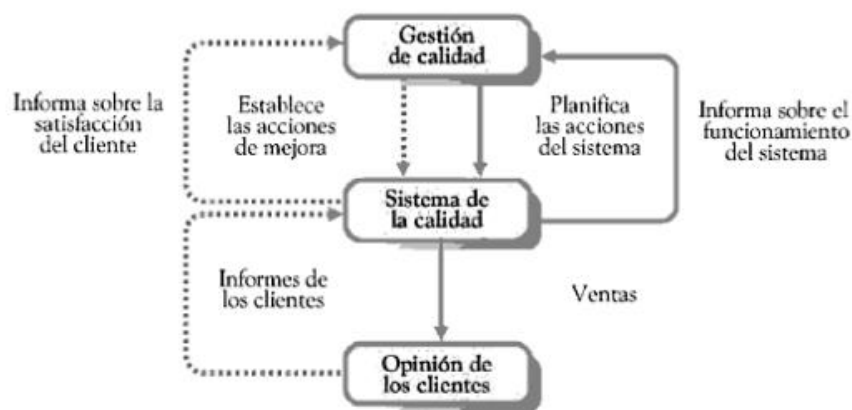 Gestión
de calidad
Informa sobre la
satisfacción
del cliente
Establece
las acciones
de mejora
Planifica
las acciones
del sistema
Informa sobre el
funcionamiento
del sistema
Sistema de
la calidad
Informes de
los clientes
Ventas
Opinión de
los clientes